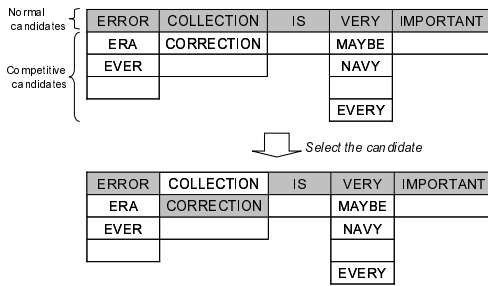 Normal
candidates
ERROR COLLECTION IS VERY IMPORTANT
ERA CORRECTION MAYBE
Competitive
candidates
EVER NAVY
EVERY
Select the candidate
ERROR COLLECTION IS VERY IMPORTANT
ERA CORRECTION MAYBE
EVER NAVY
EVERY